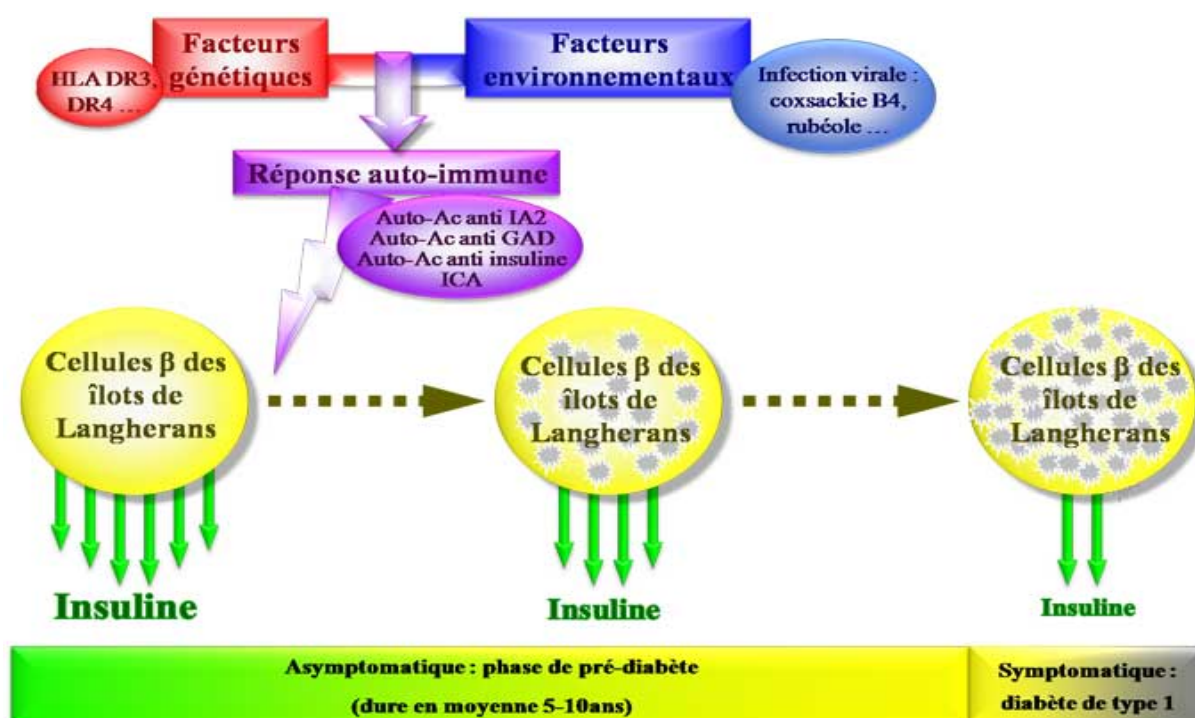 Facteurs
génétiques
HLA DR3,
DR4 ...
Facteurs
environnementaux
Infection virale :
coxsackie B4,
rubéole ...
Réponse auto-immune
Auto-Ac anti IA2
Auto-Ac anti GAD
Auto-Ac anti insuline
ICA
Cellules β des
îlots de
Langherans
Cellules β des
îlots de
Langherans
Cellules β des
îlots de
Langherans
Insuline
Insuline
Insuline
Asymptomatique : phase de pré-diabète
(dure en moyenne 5-10ans)
Symptomatique :
diabète de type 1